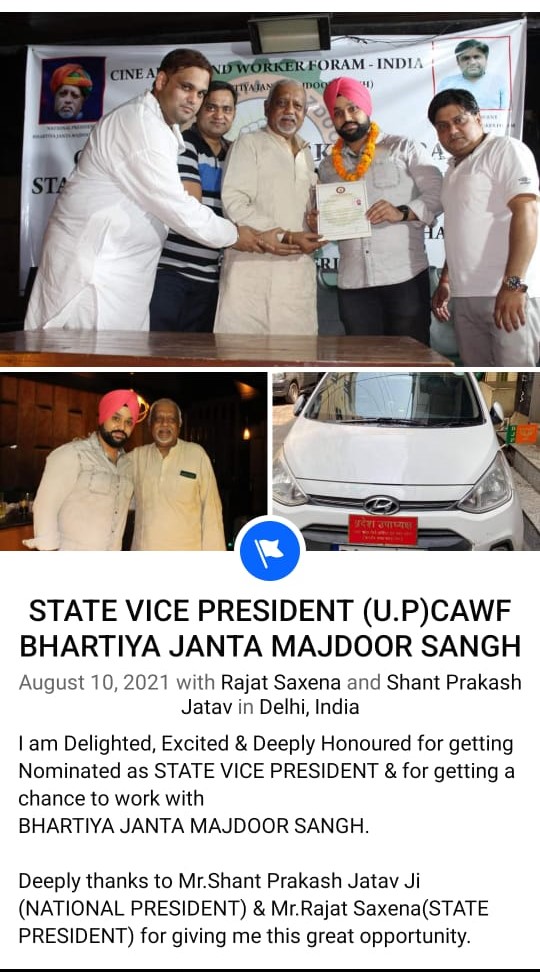 CINE A ND WORKER FORAM - INDIA
NATIONAL PRESIDENT
BHARTIYA JANTA MAJD
STA
प्रदेश उपाध्यक्ष
STATE VICE PRESIDENT (U.P)CAWF
BHARTIYA JANTA MAJDOOR SANGH
August 10, 2021 with Rajat Saxena and Shant Prakash
Jatav in Delhi, India
I am Delighted, Excited & Deeply Honoured for getting
Nominated as STATE VICE PRESIDENT & for getting a
chance to work with
BHARTIYA JANTA MAJDOOR SANGH.
Deeply thanks to Mr.Shant Prakash Jatav Ji
(NATIONAL PRESIDENT) & Mr.Rajat Saxena(STATE
PRESIDENT) for giving me this great opportunity.